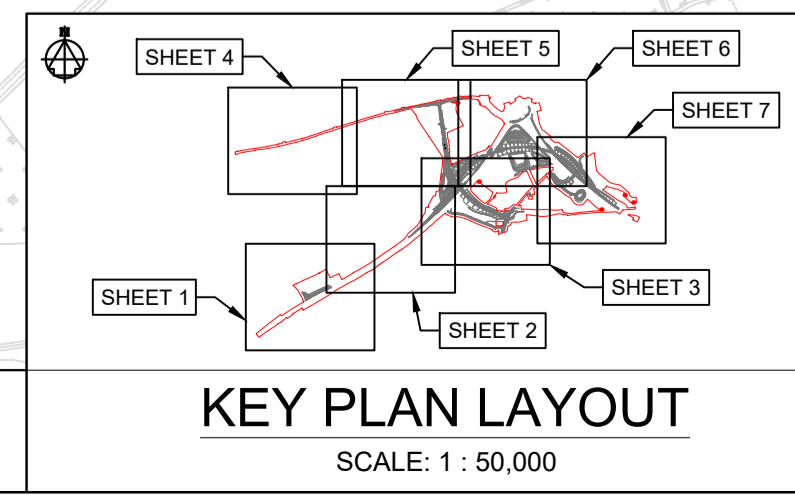 N
SHEET 4
SHEET 5
SHEET 6
SHEET 7
SHEET 1
SHEET 2
SHEET 3
KEY PLAN LAYOUT
SCALE: 1 : 50,000